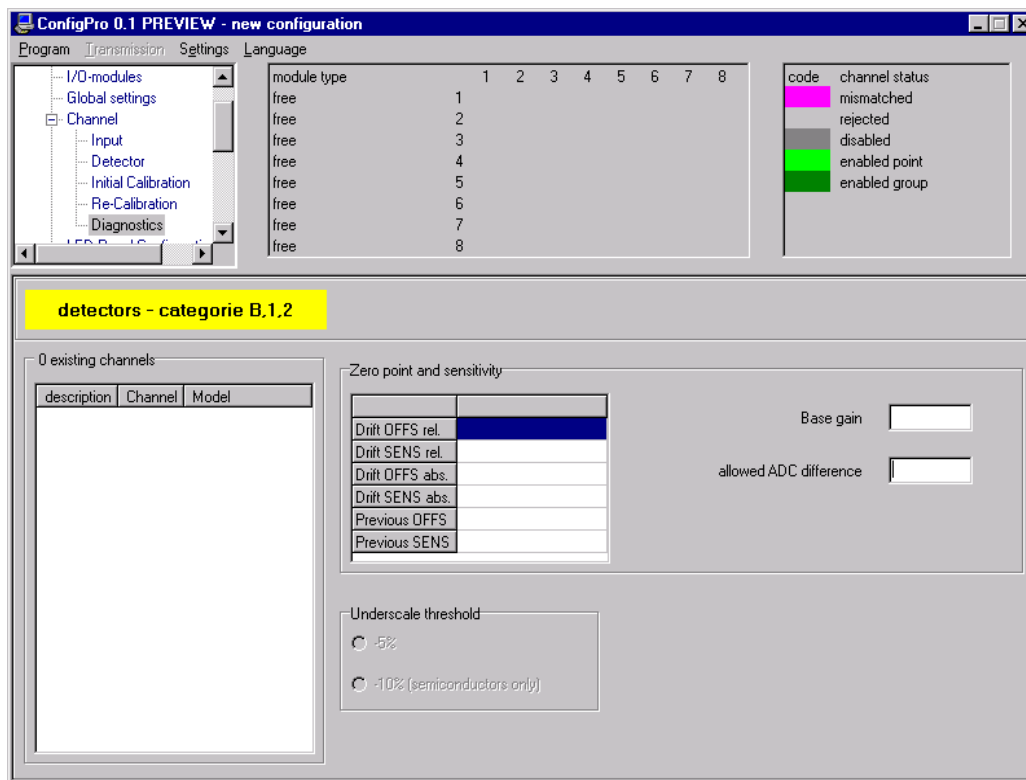 ConfigPro 0.1 PREVIEW - new configuration
Program Transmission Settings Language
I/O-modules
Global settings
Channel
Input
Detector
Initial Calibration
Re-Calibration
Diagnostics
module type 1 2 3 4 5 6 7 8
free 1
free 2
free 3
free 4
free 5
free 6
free 7
free 8
code channel status
mismatched
rejected
disabled
enabled point
enabled group
detectors - categorie B,1,2
0 existing channels
description Channel Model
Zero point and sensitivity
Drift OFFS rel.
Drift SENS rel.
Drift OFFS abs.
Drift SENS abs.
Previous OFFS
Previous SENS
Base gain
allowed ADC difference
Underscale threshold
-5%
-10% (semiconductors only)